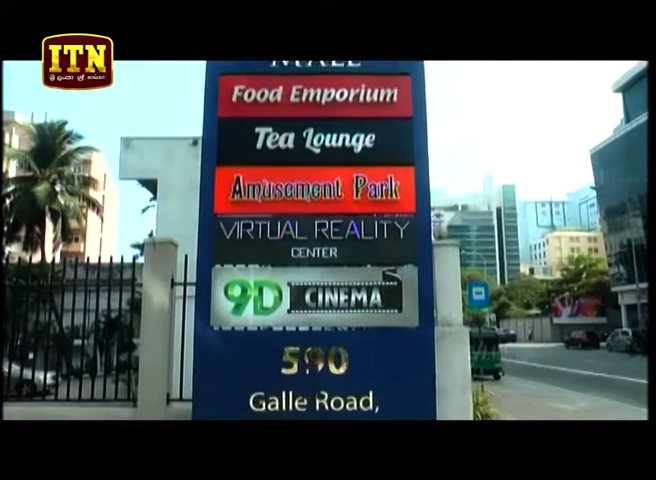 ITN
MALL
Food Emporium
Tea Lounge
Amusement Park
VIRTUAL REALITY
CENTER
9D CINEMA
590
Galle Road,